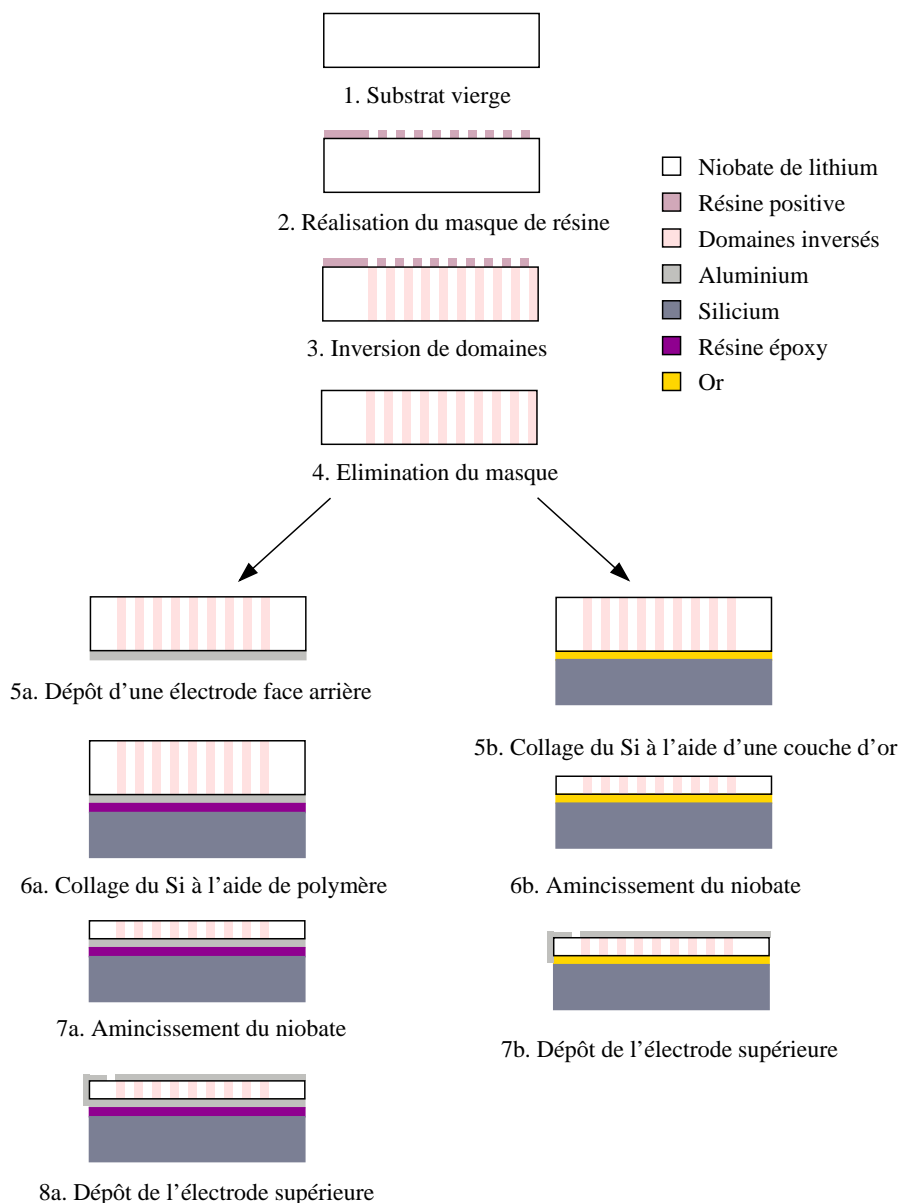 1. Substrat vierge
2. Réalisation du masque de résine
3. Inversion de domaines
4. Elimination du masque
Niobate de lithium
Résine positive
Domaines inversés
Aluminium
Silicium
Résine époxy
Or
5a. Dépôt d’une électrode face arrière
6a. Collage du Si à l’aide de polymère
7a. Amincissement du niobate
8a. Dépôt de l’électrode supérieure
5b. Collage du Si à l’aide d’une couche d’or
6b. Amincissement du niobate
7b. Dépôt de l’électrode supérieure